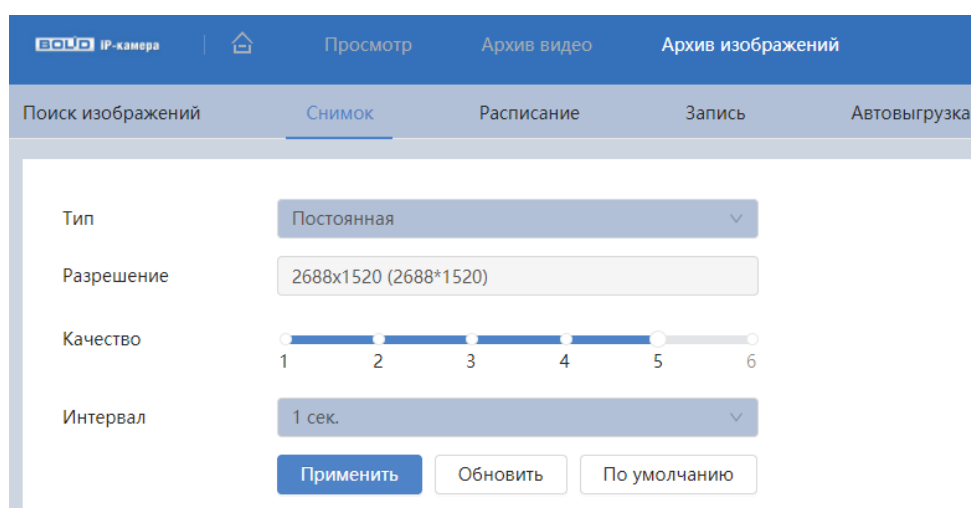 BOLID IP-камера Просмотр Архив видео Архив изображений
Поиск изображений Снимок Расписание Запись Автовыгрузка
Тип Постоянная
Разрешение 2688x1520 (2688*1520)
Качество
1 2 3 4 5 6
Интервал 1 сек.
Применить Обновить По умолчанию